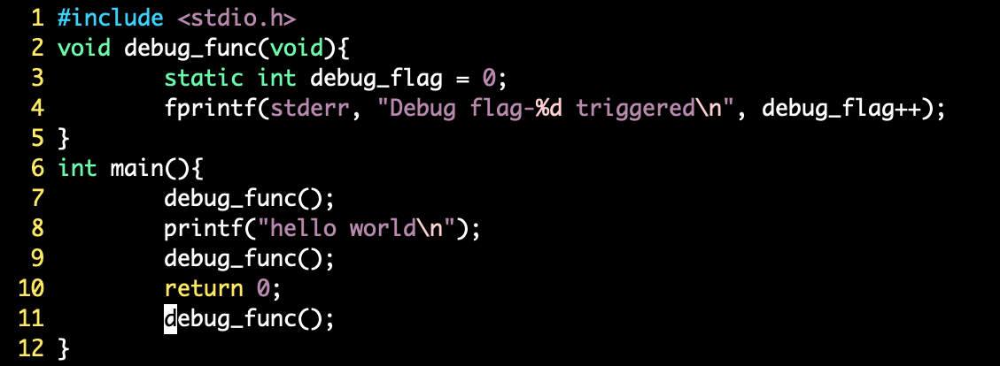 1 #include <stdio.h>
2 void debug_func(void){
3         static int debug_flag = 0;
4         fprintf(stderr, "Debug flag-%d triggered\n", debug_flag++);
5 }
6 int main(){
7         debug_func();
8         printf("hello world\n");
9         debug_func();
10         return 0;
11         debug_func();
12 }